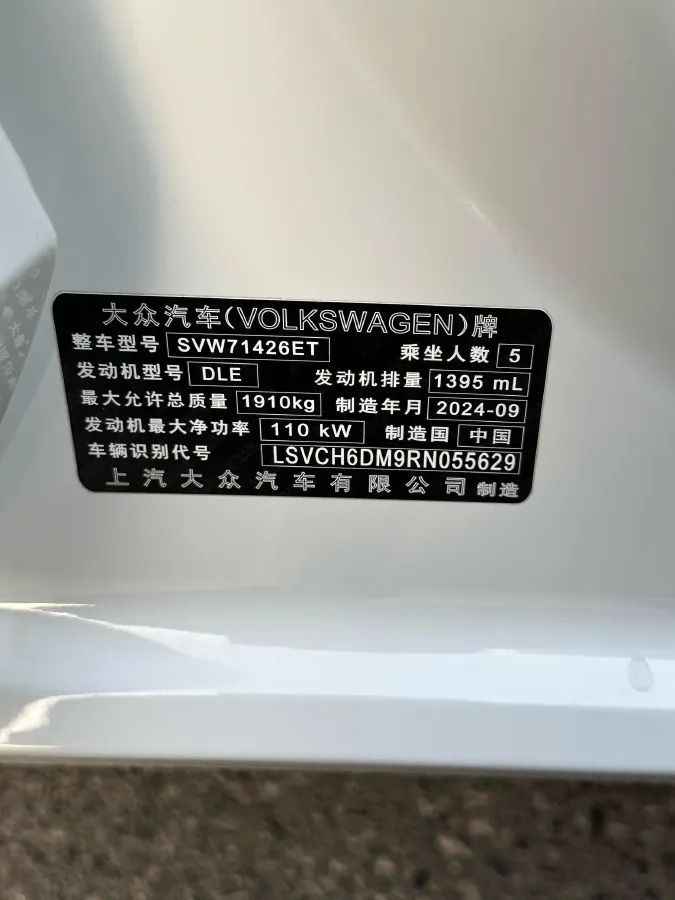 大众汽车(VOLKSWAGEN)牌
整车型号 SVW71426ET 乘坐人数 5
发动机型号 DLE 发动机排量 1395 mL
最大允许总质量 1910kg 制造年月 2024-09
发动机最大净功率 110 kW 制造国 中国
车辆识别代号 LSVCH6DM9RN055629
上汽大众汽车有限公司 制造